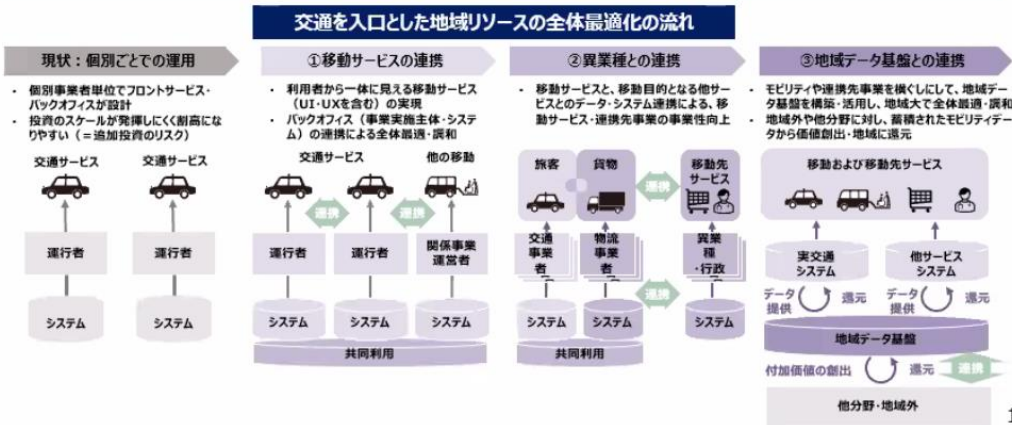 交通を入口とした地域リソースの全体最適化の流れ
現状：個別ごとでの運用
・ 個別事業者単位でフロントサービス・
バックオフィスが設計
・ 投資のスケールが発揮しにくく割高にな
りやすい（＝追加投資のリスク）
交通サービス
交通サービス
運行者
運行者
システム
システム
①移動サービスの連携
・ 利用者から一体に見える移動サービス
（UI・UXを含む）の実現
・ バックオフィス（事業実施主体・システ
ム）の連携による全体最適・調和
交通サービス
他の移動
連携
連携
運行者
運行者
関係事業
運営者
システム
システム
システム
共同利用
②異業種との連携
・ 移動サービスと、移動目的となる他サー
ビスとのデータ・システム連携による、移
動サービス・連携先事業の事業性向上
旅客
貨物
移動先
サービス
連携
交通
事業
者
物流
事業
者
異業
種
・行政
連携
システム
システム
システム
共同利用
③地域データ基盤との連携
・ モビリティや連携先事業を横ぐしにして、地域デー
タ基盤を構築・活用し、地域大で全体最適・調和
・ 地域外や他分野に対し、蓄積されたモビリティデー
タから価値創出・地域に還元
移動および移動先サービス
実交通
システム
他サービス
システム
データ
提供
還元
データ
提供
還元
地域データ基盤
付加価値の創出
還元
連携
他分野・地域外